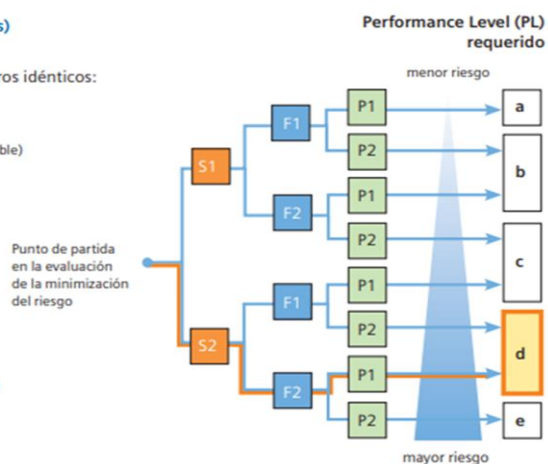 s)
Performance Level (PL)
requerido
ros idénticos:
menor riesgo
ble)
P1
a
F1
P2
b
S1
P1
F2
P2
c
Punto de partida
en la evaluación
de la minimización
del riesgo
P1
F1
P2
S2
d
P1
F2
P2
e
mayor riesgo